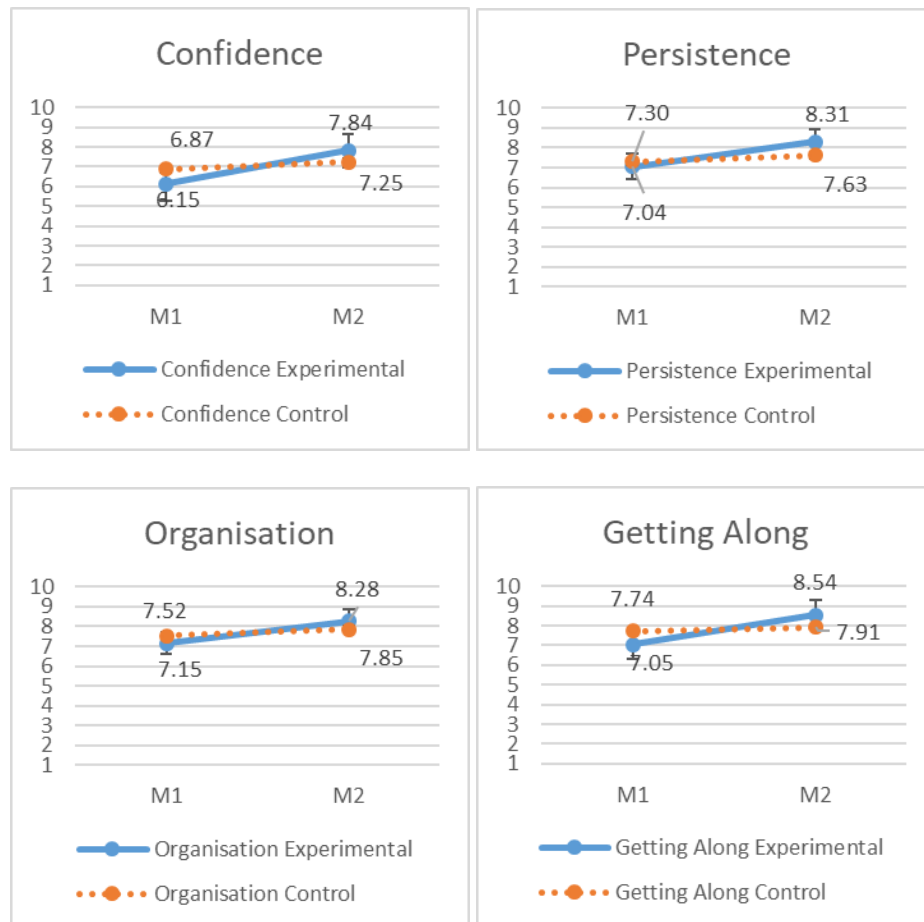 Confidence
10
9
8
7
6
5
4
3
2
1
6.87
7.84
6.15
7.25
M1
M2
Confidence Experimental
Confidence Control
Persistence
10
9
8
7
6
5
4
3
2
1
7.30
8.31
7.04
7.63
M1
M2
Persistence Experimental
Persistence Control
Organisation
10
9
8
7
6
5
4
3
2
1
7.52
8.28
7.15
7.85
M1
M2
Organisation Experimental
Organisation Control
Getting Along
10
9
8
7
6
5
4
3
2
1
7.74
8.54
7.05
7.91
M1
M2
Getting Along Experimental
Getting Along Control